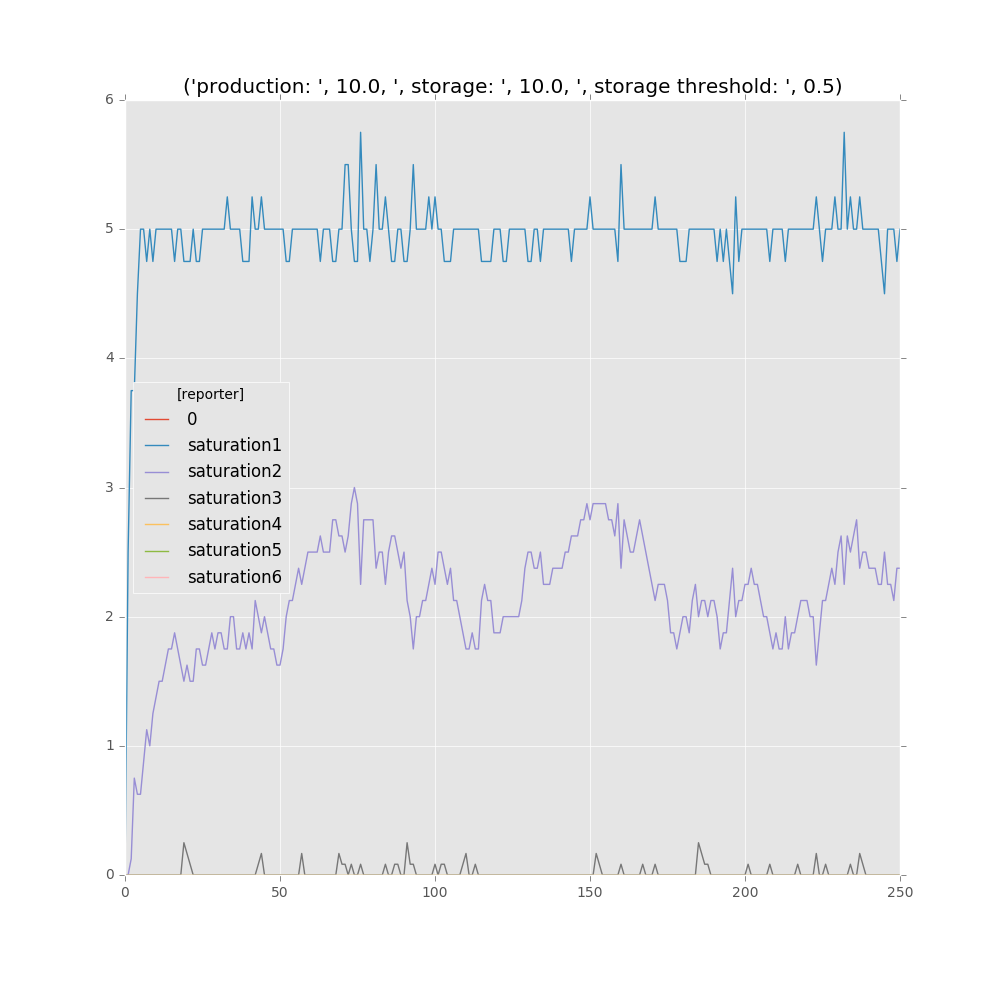 ('production: ', 10.0, ', storage: ', 10.0, ', storage threshold: ', 0.5)
6
5
4
3
2
1
0
[reporter]
0
saturation1
saturation2
saturation3
saturation4
saturation5
saturation6
0 50 100 150 200 250